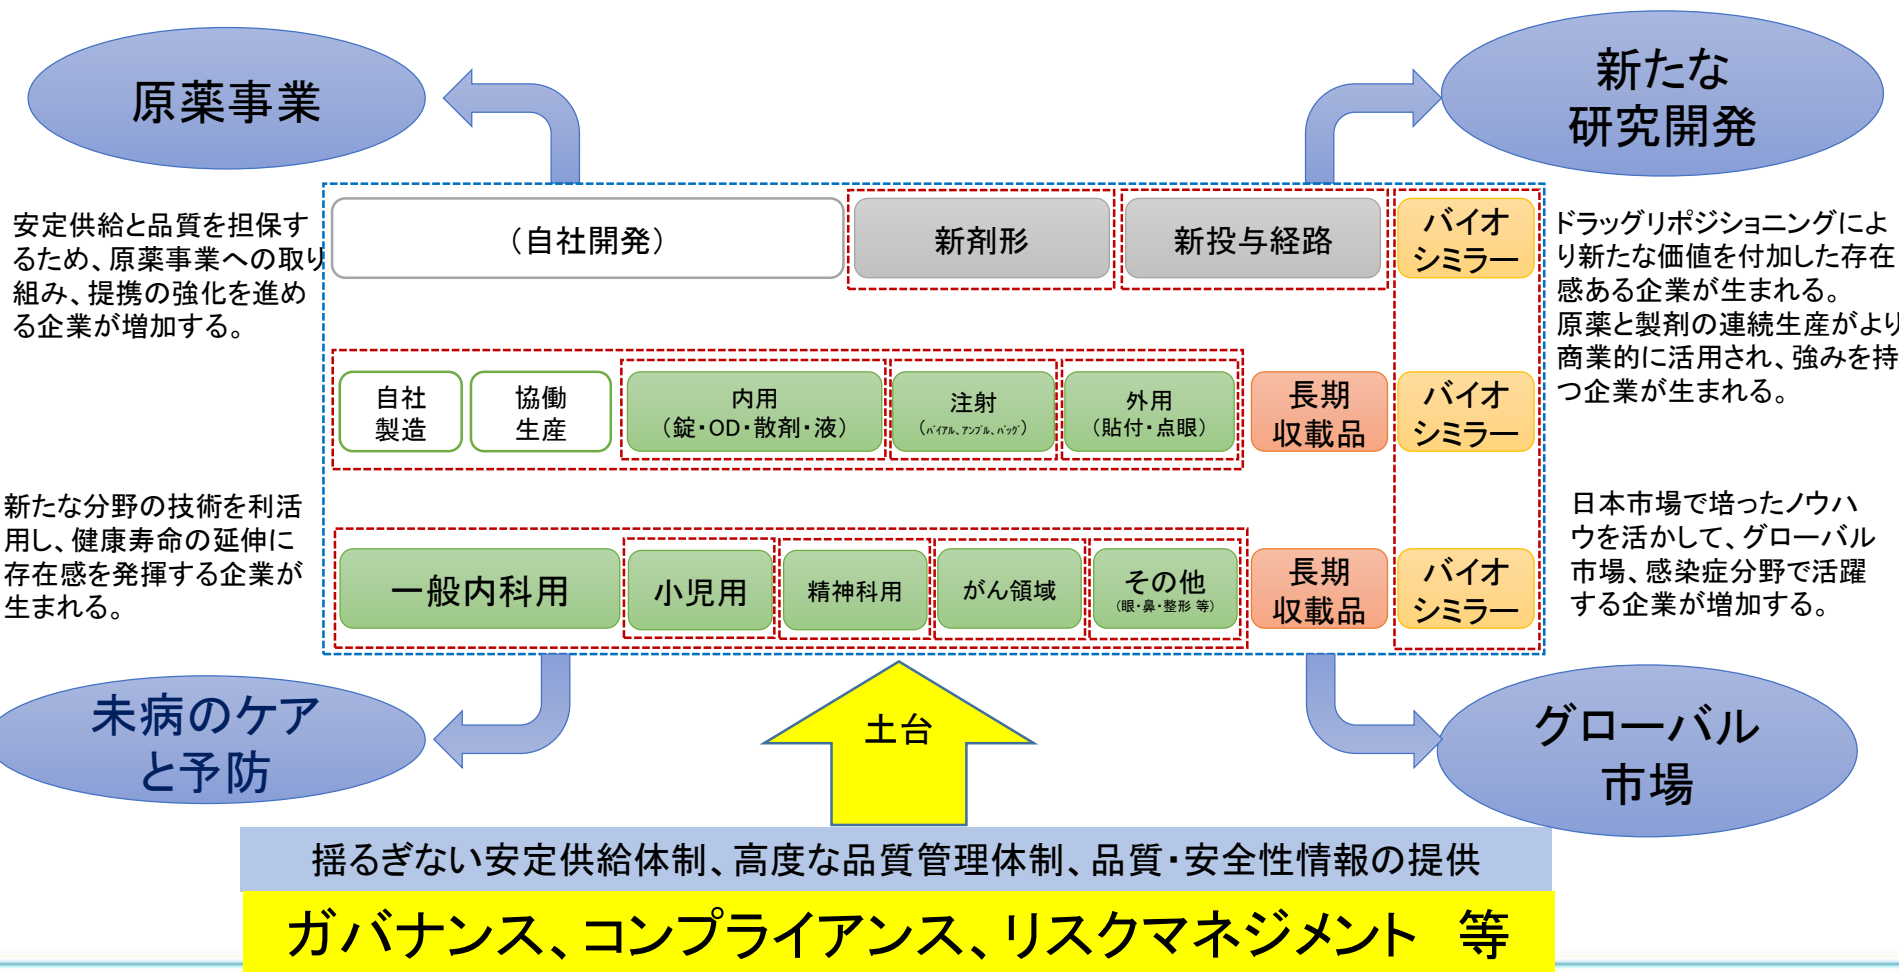 原薬事業
新たな
研究開発
安定供給と品質を担保す
るため、原薬事業への取り
組み、提携の強化を進め
る企業が増加する。
(自社開発)
新剤形
新投与経路
バイオ
シミラー
ドラッグリポジショニングによ
り新たな価値を付加した存在
感ある企業が生まれる。
原薬と製剤の連続生産がより
商業的に活用され、強みを持
つ企業が生まれる。
自社
製造
協働
生産
内用
(錠・OD・散剤・液)
注射
(バイアル、アンプル、バッグ)
外用
(貼付・点眼)
長期
収載品
バイオ
シミラー
新たな分野の技術を利活
用し、健康寿命の延伸に
存在感を発揮する企業が
生まれる。
一般内科用
小児用
精神科用
がん領域
その他
(眼・鼻・整形 等)
長期
収載品
バイオ
シミラー
日本市場で培ったノウハ
ウを活かして、グローバル
市場、感染症分野で活躍
する企業が増加する。
未病のケア
と予防
土台
グローバル
市場
揺るぎない安定供給体制、高度な品質管理体制、品質・安全性情報の提供
ガバナンス、コンプライアンス、リスクマネジメント 等